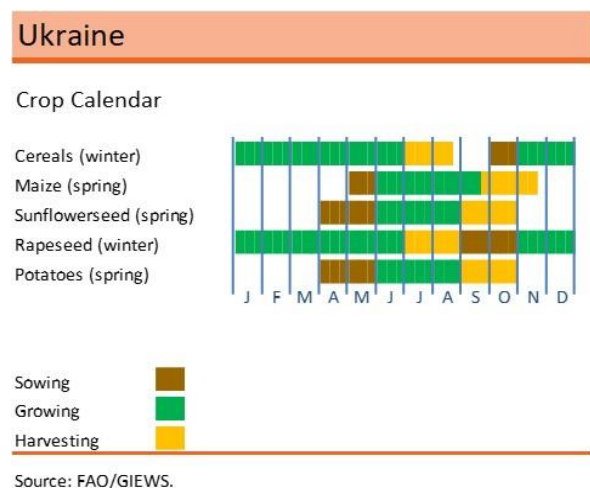 Ukraine
Crop Calendar
Cereals (winter)
Maize (spring)
Sunflowerseed (spring)
Rapeseed (winter)
Potatoes (spring)
J F M A M J J A S O N D
Sowing
Growing
Harvesting
Source: FAO/GIEWS.